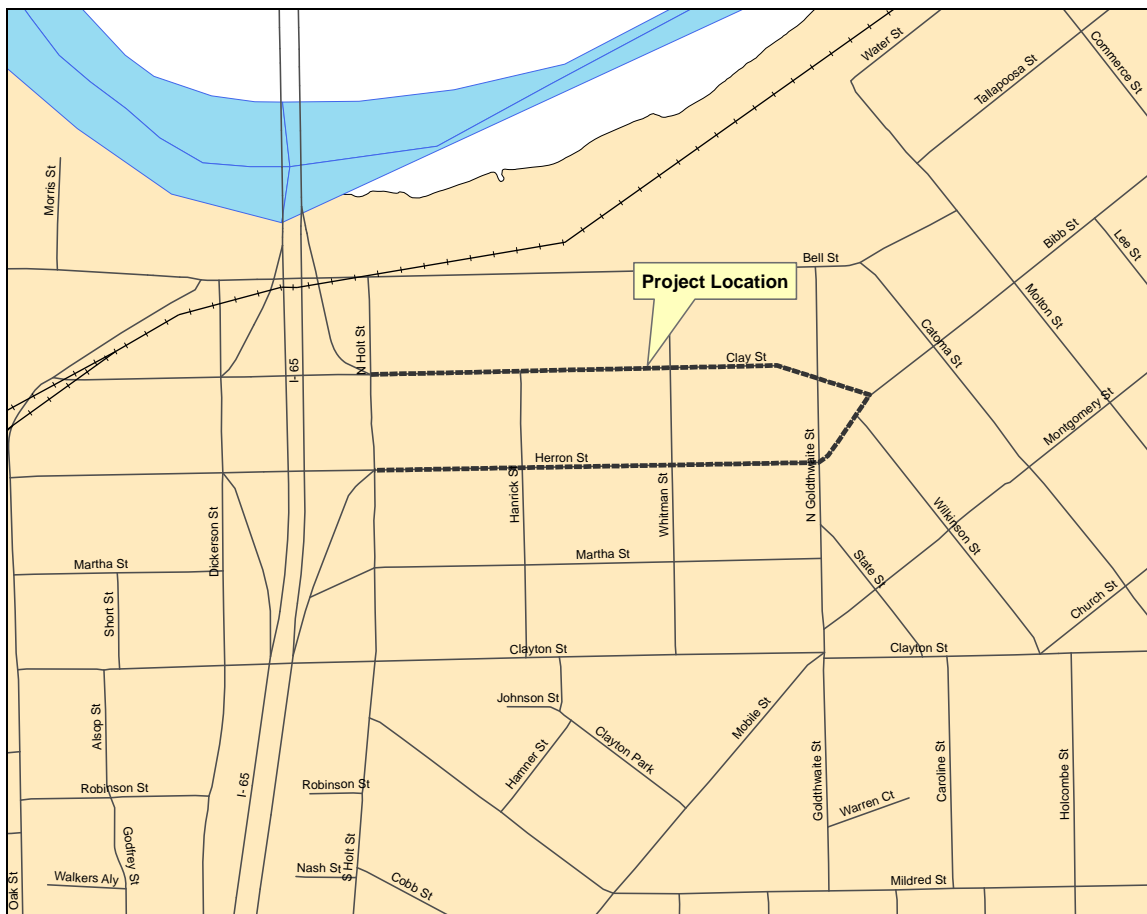 Water St
Commerce St
Tallapoosa St
Morris St
Bibb St
Lee St
Bell St
Project Location
Molton St
Catoma St
N Holt St
I- 65
Clay St
Montgomery St
Herron St
Hanrick St
Whitman St
N Goldthwaite St
Wilkinson St
Dickerson St
Martha St
Martha St
State St
Short St
Church St
Clayton St
Clayton St
Johnson St
Alsop St
Hamner St
Clayton Park
Mobile St
Goldthwaite St
Caroline St
Holcombe St
I- 65
Robinson St
Robinson St
Warren Ct
Godfrey St
S Holt St
Oak St
Walkers Aly
Nash St
Cobb St
Mildred St